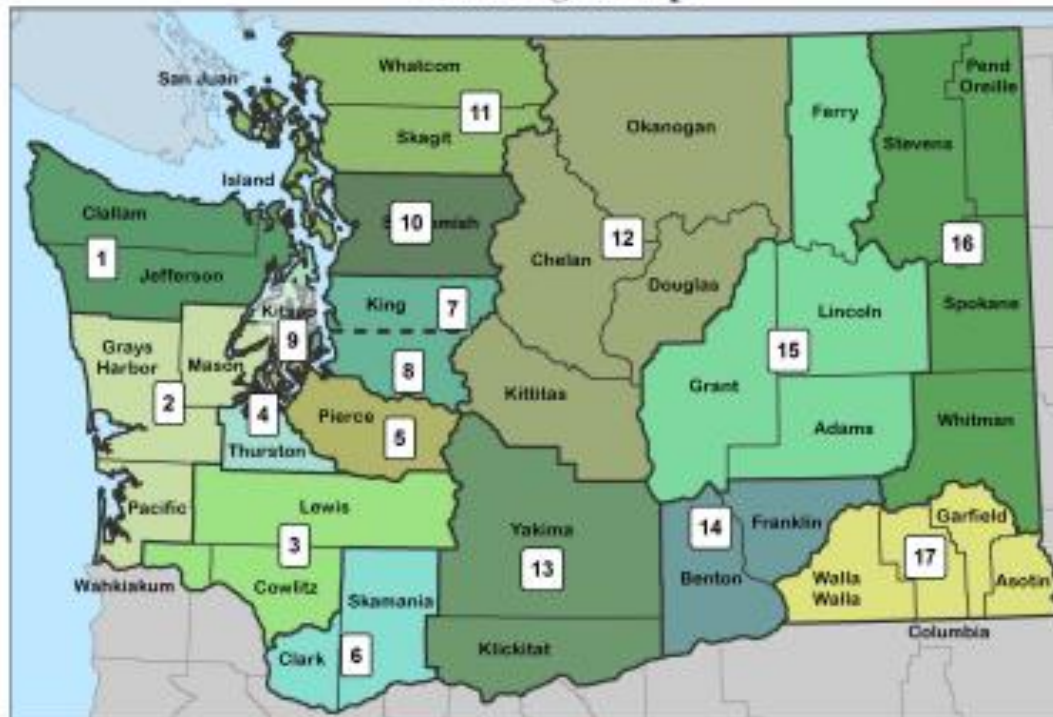 Whatcom
San Juan
11
Skagit
Okanogan
Ferry
Pend
Oreille
Stevens
Island
Clallam
10
12
16
1
Jefferson
Chelan
Douglas
King
7
Lincoln
Spokane
Grays
Harbor
Mason
9
2
8
15
4
Thurston
Pierce
5
Kittitas
Grant
Adams
Whitman
Pacific
Lewis
3
Yakima
13
14
Franklin
Garfield
17
Wahkiakum
Cowlitz
Skamania
Benton
Walla
Walla
Asotin
Columbia
Clark
6
Klickitat